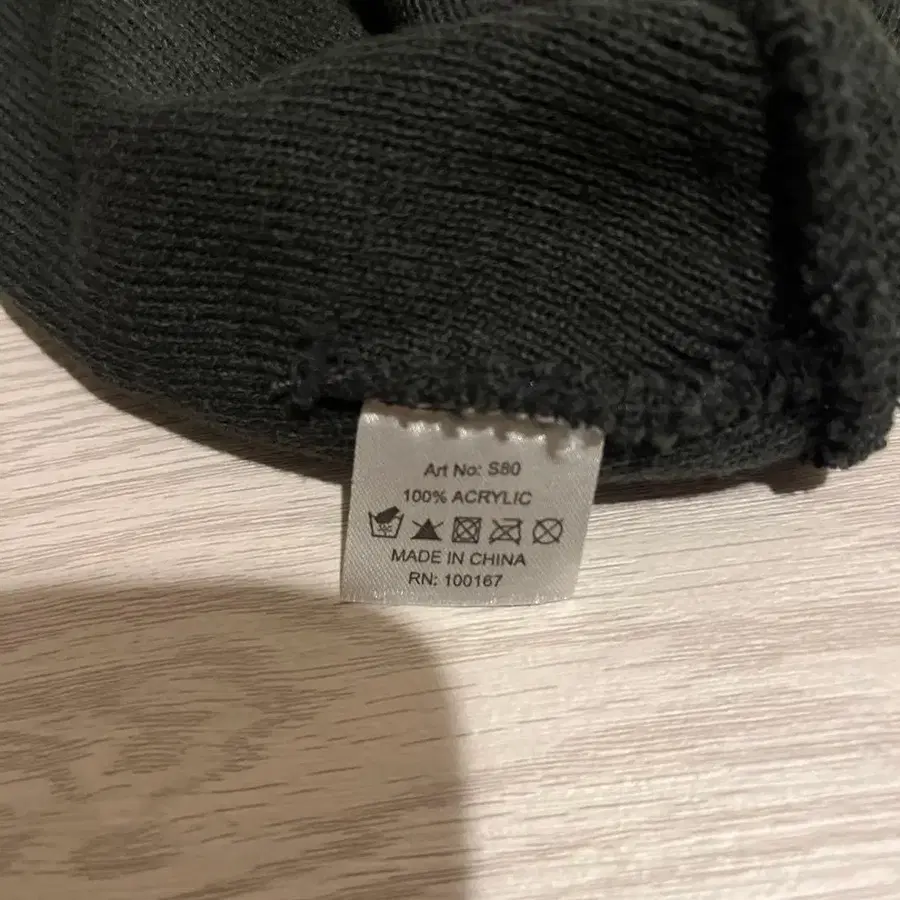 Art No: S80
100% ACRYLIC
MADE IN CHINA
RN: 100167